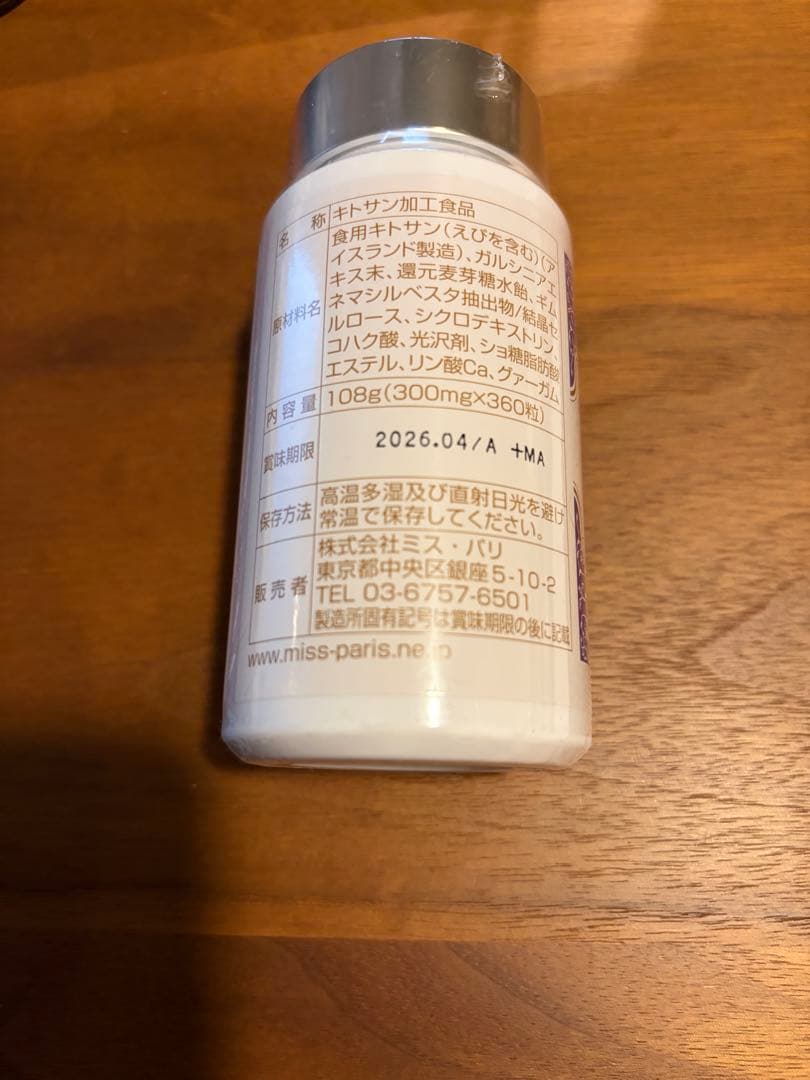 名称 キトサン加工食品
原材料名 食用キトサン(えびを含む)(ア
イスランド製造)、ガルシニアエ
キス末、還元麦芽糖水飴、ギム
ネマシルベスタ抽出物/結晶セ
ルロース、シクロデキストリン、
コハク酸、光沢剤、ショ糖脂肪酸
エステル、リン酸Ca、グァーガム
内容量 108g(300mg×360粒)
賞味期限 2026.04/A +MA
保存方法 高温多湿及び直射日光を避け
常温で保存してください。
販売者 株式会社ミス・パリ
東京都中央区銀座5-10-2
TEL 03-6757-6501
製造所固有記号は賞味期限の後に記載
www.miss-paris.ne.jp